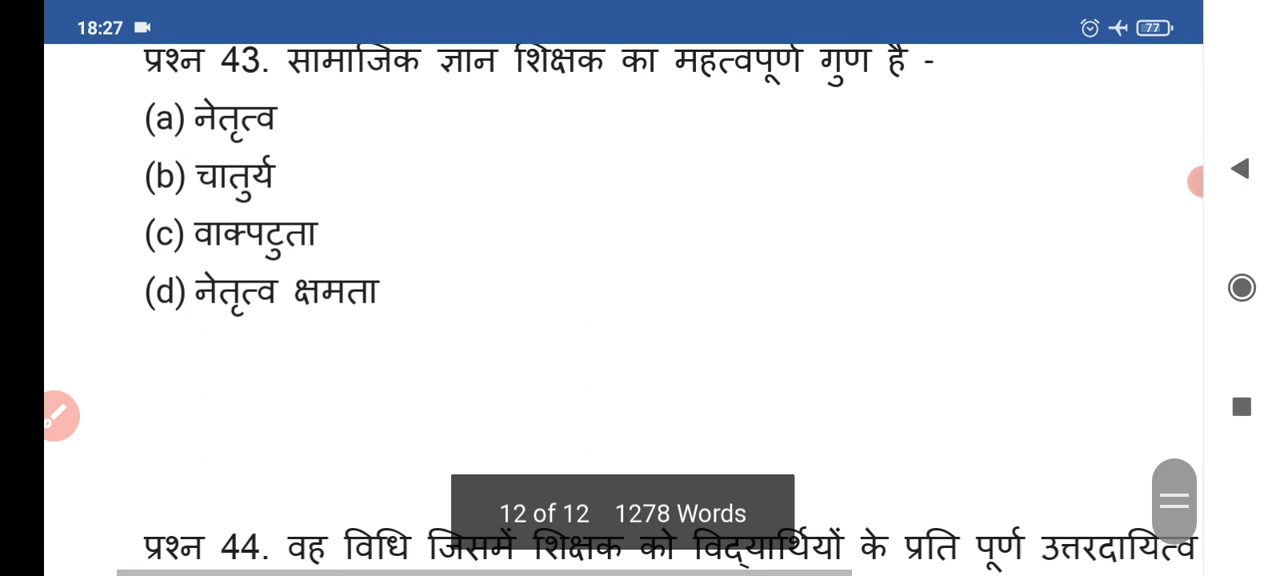 18:27
77
प्रश्न 43. सामाजिक ज्ञान शिक्षक का महत्वपूर्ण गुण है -
(a) नेतृत्व
(b) चातुर्य
(c) वाक्पटुता
(d) नेतृत्व क्षमता
12 of 12 1278 Words
प्रश्न 44. वह विधि जिसमें शिक्षक को विद्यार्थियों के प्रति पूर्ण उत्तरदायित्व